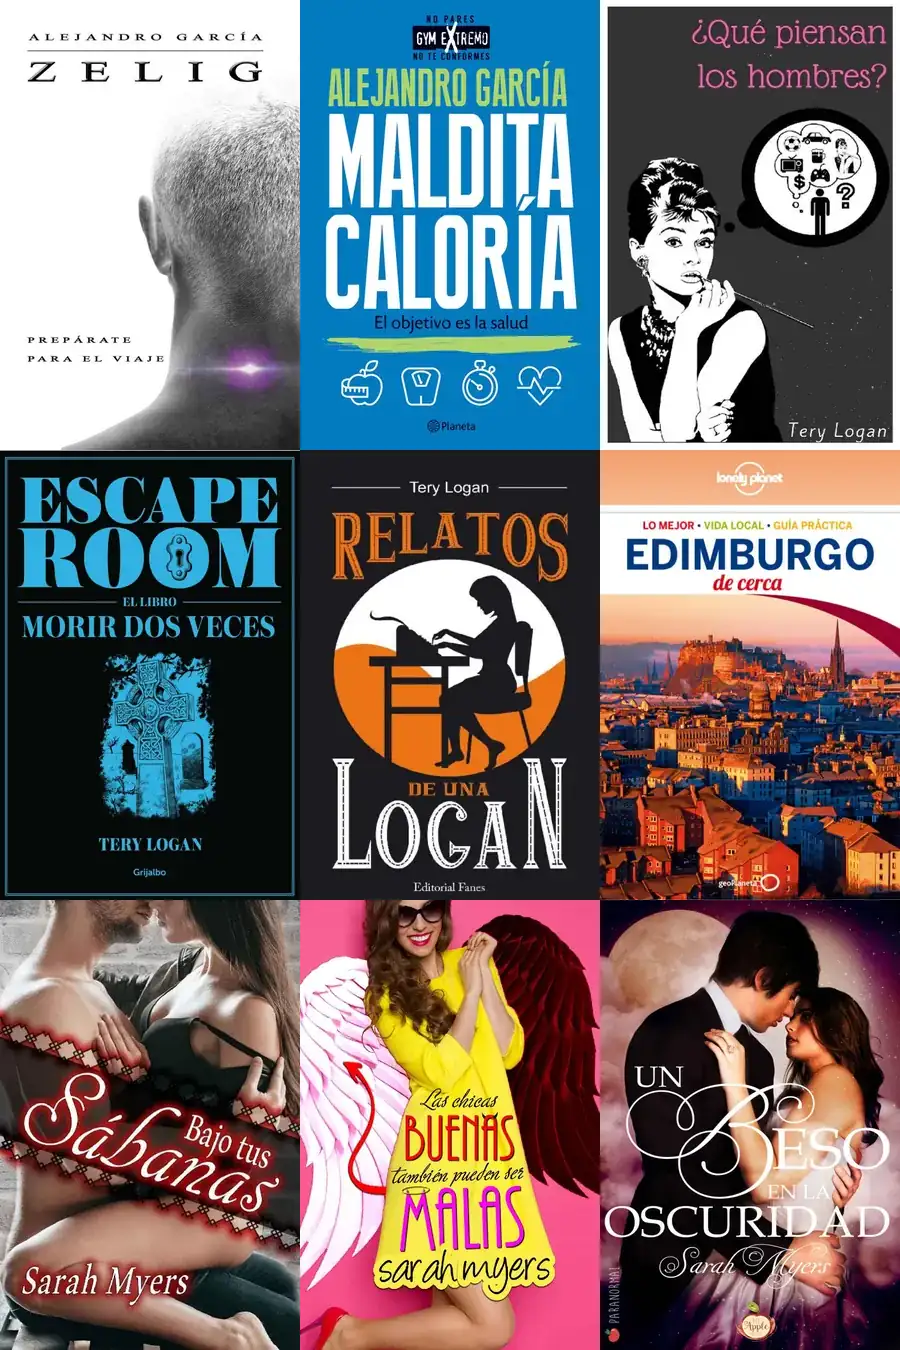 ALEJANDRO GARCÍA
ZELIG
PREPÁRATE
PARA EL VIAJE
NO PARES
GYM EXTREMO
NO TE CONFORMES
ALEJANDRO GARCÍA
MALDITA
CALORÍA
El objetivo es la salud
Planeta
¿Qué piensan
los hombres?
Tery Logan
ESCAPE
ROOM
EL LIBRO
MORIR DOS VECES
TERY LOGAN
Grijalbo
Tery Logan
RELATOS
DE UNA
LOGAN
Editorial Fanes
lonely planet
LO MEJOR • VIDA LOCAL • GUÍA PRÁCTICA
EDIMBURGO
de cerca
geoPlaneta
Bajo tus
Sábanas
Sarah Myers
Las chicas
BUENAS
también pueden ser
MALAS
sarah myers
UN
BESO
EN LA
OSCURIDAD
Sarah Myers
PARANORMAL
Apple